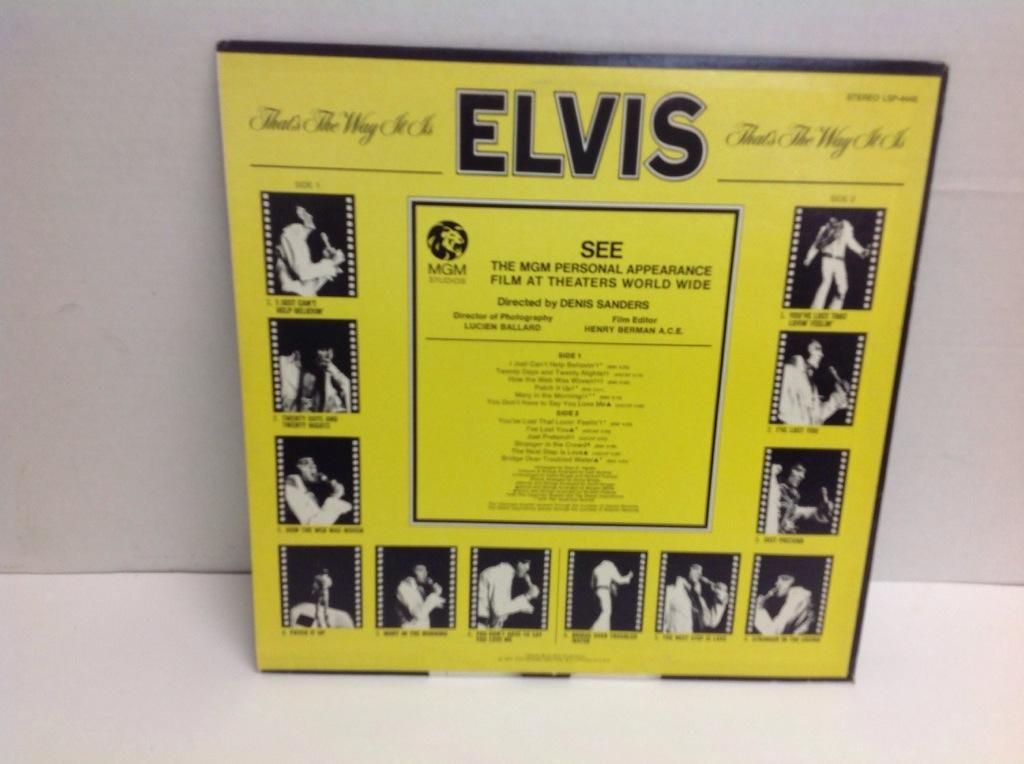 STEREO LSP-4445
That's The Way It Is
ELVIS
That's The Way It Is
SIDE 1
SIDE 2
MGM
STUDIOS
SEE
THE MGM PERSONAL APPEARANCE
FILM AT THEATERS WORLD WIDE
Directed by DENIS SANDERS
Director of Photography
LUCIEN BALLARD
Film Editor
HENRY BERMAN A.C.E.
SIDE 1
I Just Can't Help Believin'
Twenty Days and Twenty Nights
How the Web Was Woven
Patch It Up
Mary in the Morning
You Don't Have to Say You Love Me
SIDE 2
You've Lost That Lovin' Feelin'
I've Lost You
Just Pretend
Stranger in the Crowd
The Next Step Is Love
Bridge Over Troubled Water
1. I JUST CAN'T
HELP BELIEVIN'
2. TWENTY DAYS AND
TWENTY NIGHTS
3. HOW THE WEB WAS WOVEN
4. PATCH IT UP
5. MARY IN THE MORNING
6. YOU DON'T HAVE TO SAY
YOU LOVE ME
6. BRIDGE OVER TROUBLED
WATER
5. THE NEXT STEP IS LOVE
4. STRANGER IN THE CROWD
1. YOU'VE LOST THAT
LOVIN' FEELIN'
2. I'VE LOST YOU
3. JUST PRETEND